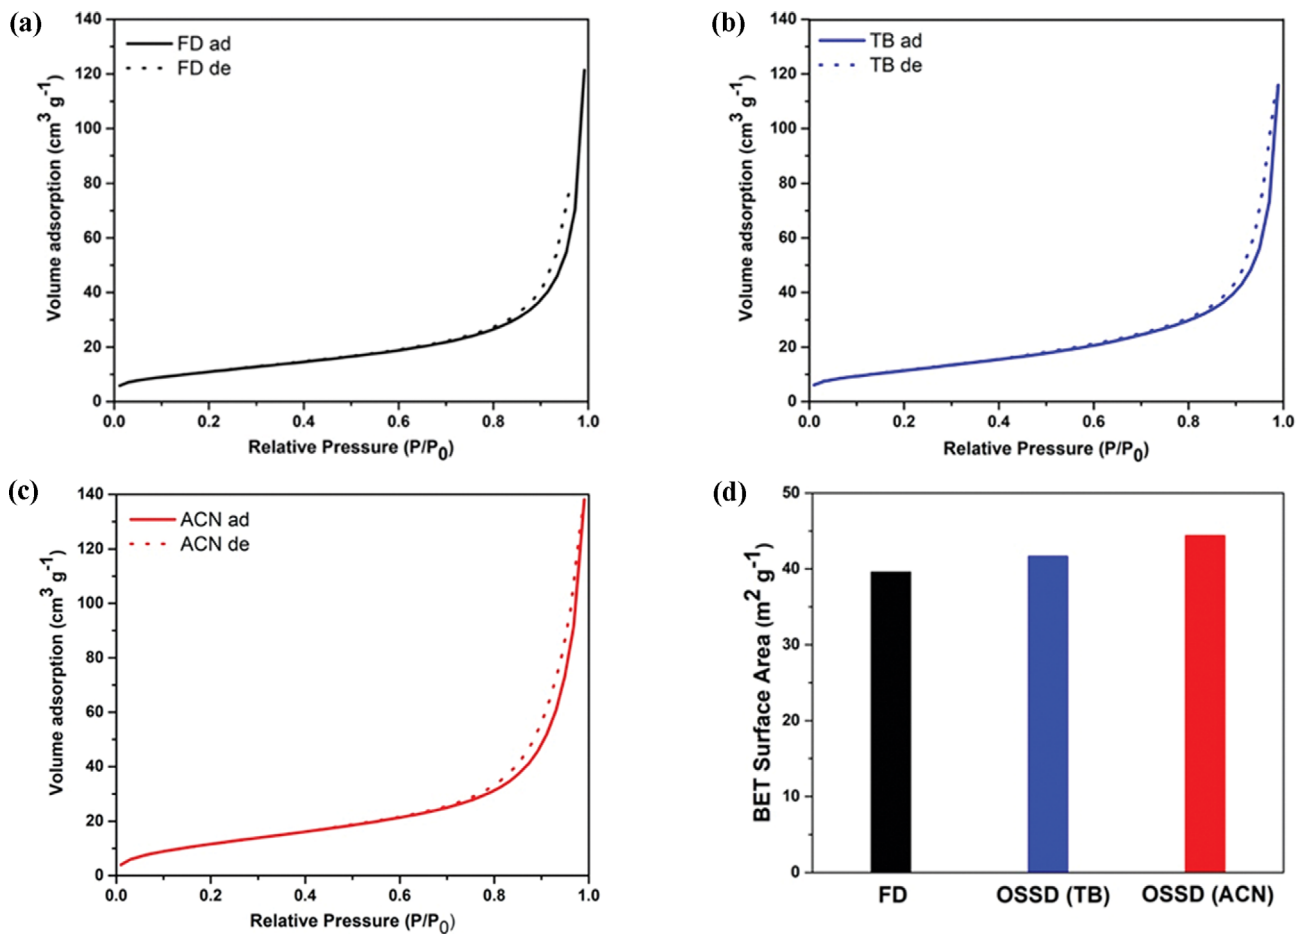 (a)
140
120
100
80
60
40
20
0
0.0 0.2 0.4 0.6 0.8 1.0
Volume adsorption (cm3 g-1)
Relative Pressure (P/P0)
FD ad
FD de
(b)
140
120
100
80
60
40
20
0
0.0 0.2 0.4 0.6 0.8 1.0
Volume adsorption (cm3 g-1)
Relative Pressure (P/P0)
TB ad
TB de
(c)
140
120
100
80
60
40
20
0
0.0 0.2 0.4 0.6 0.8 1.0
Volume adsorption (cm3 g-1)
Relative Pressure (P/P0)
ACN ad
ACN de
(d)
50
40
30
20
10
0
BET Surface Area (m2 g-1)
FD OSSD (TB) OSSD (ACN)